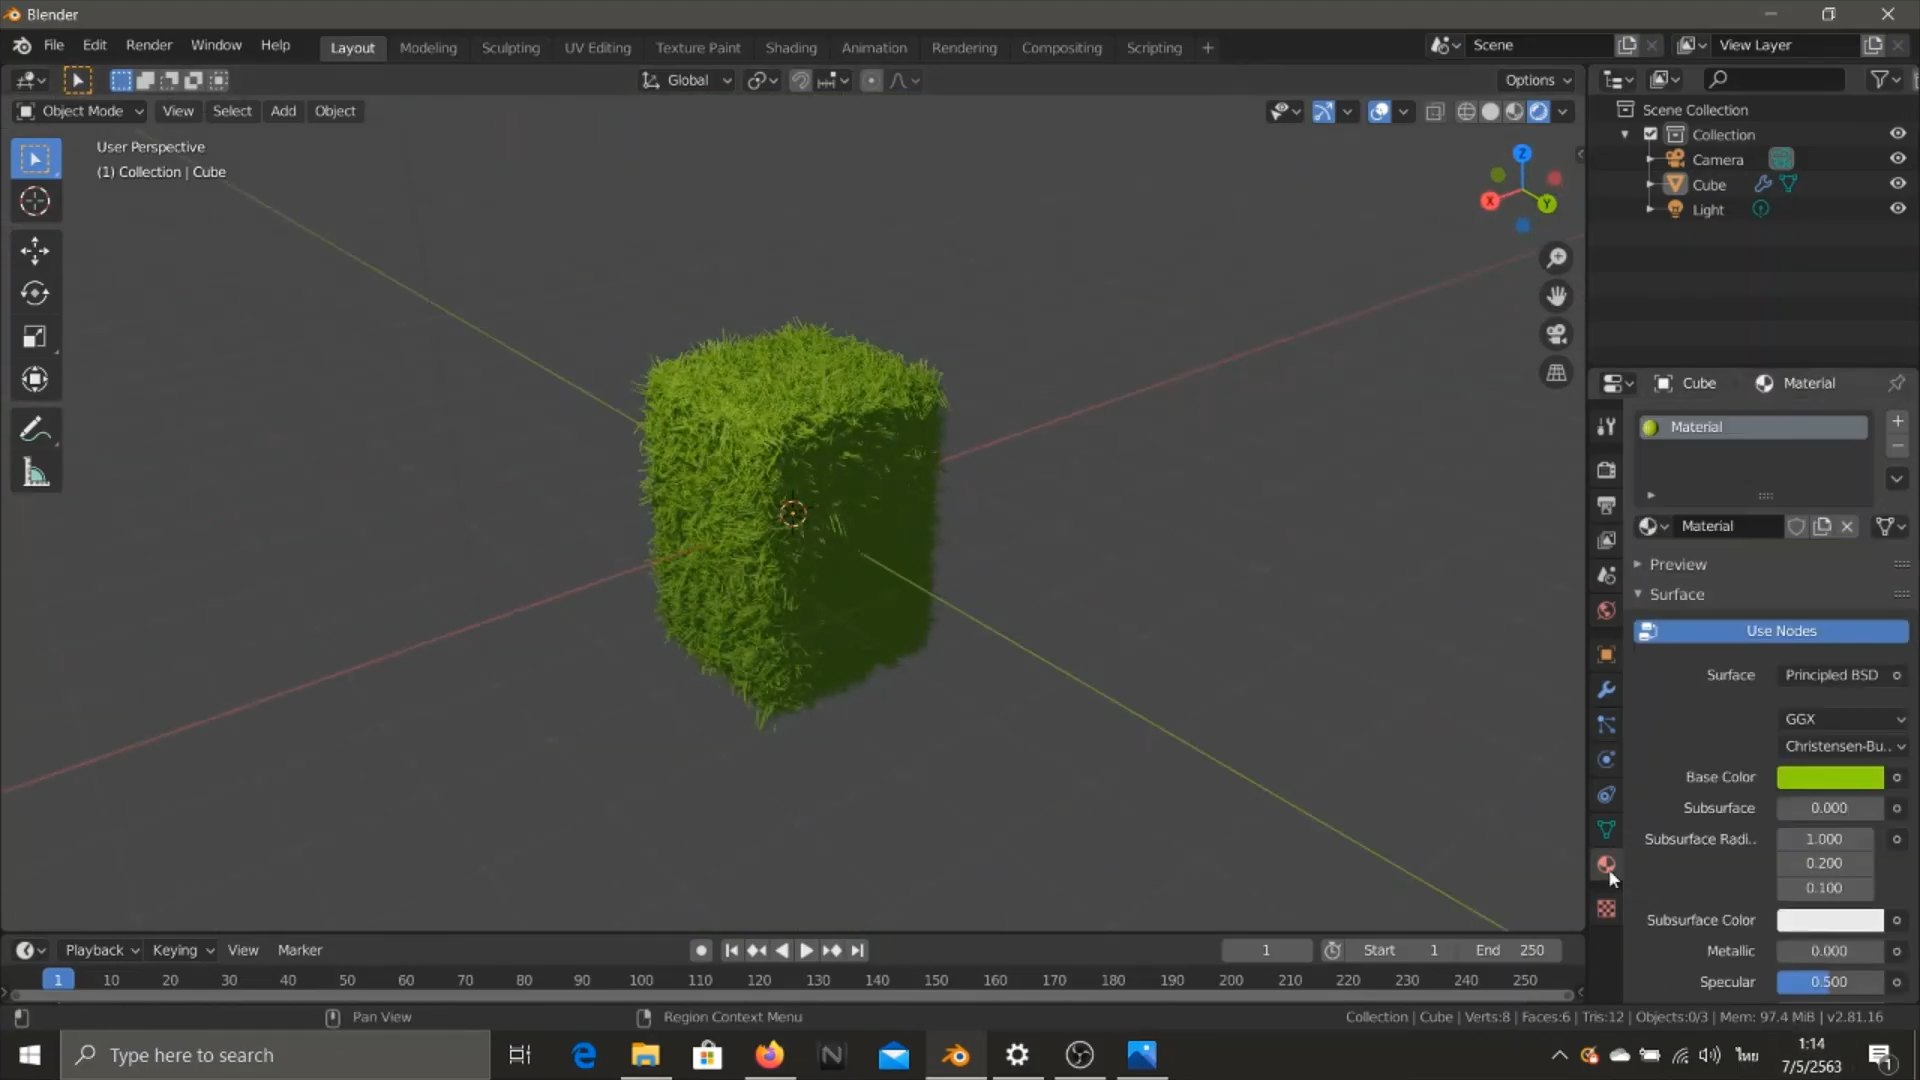 Blender
File Edit Render Window Help Layout Modeling Sculpting UV Editing Texture Paint Shading Animation Rendering Compositing Scripting + Scene View Layer
Global Options
Object Mode View Select Add Object
User Perspective
(1) Collection | Cube
Z
X
Y
Scene Collection
Collection
Camera
Cube
Light
Cube Material
Material
Material
Preview
Surface
Use Nodes
Surface Principled BSD
GGX
Christensen-Bu..
Base Color
Subsurface 0.000
Subsurface Radi.. 1.000
0.200
0.100
Subsurface Color
Metallic 0.000
Specular 0.500
Playback Keying View Marker 1 Start 1 End 250
1 10 20 30 40 50 60 70 80 90 100 110 120 130 140 150 160 170 180 190 200 210 220 230 240 250
Pan View Region Context Menu Collection | Cube | Verts:8 | Faces:6 | Tris:12 | Objects:0/3 | Mem: 97.4 MiB | v2.81.16
Type here to search
ไทย
1:14
7/5/2563
1